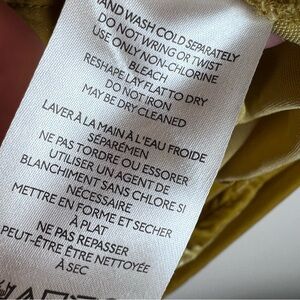 HAND WASH COLD SEPARATELY
DO NOT WRING OR TWIST
USE ONLY NON-CHLORINE
BLEACH
RESHAPE LAY-FLAT TO DRY
DO NOT IRON
MAY BE DRY CLEANED
LAVER À LA MAIN À L'EAU FROIDE
SÉPARÉMEN
NE PAS TORDRE OU ESSORER
UTILISER UN AGENT DE
BLANCHIMENT SANS CHLORE SI
NÉCESSAIRE
METTRE EN FORME ET SECHER
À PLAT
NE PAS REPASSER
PEUT-ÊTRE ÊTRE NETTOYÉE
À SEC